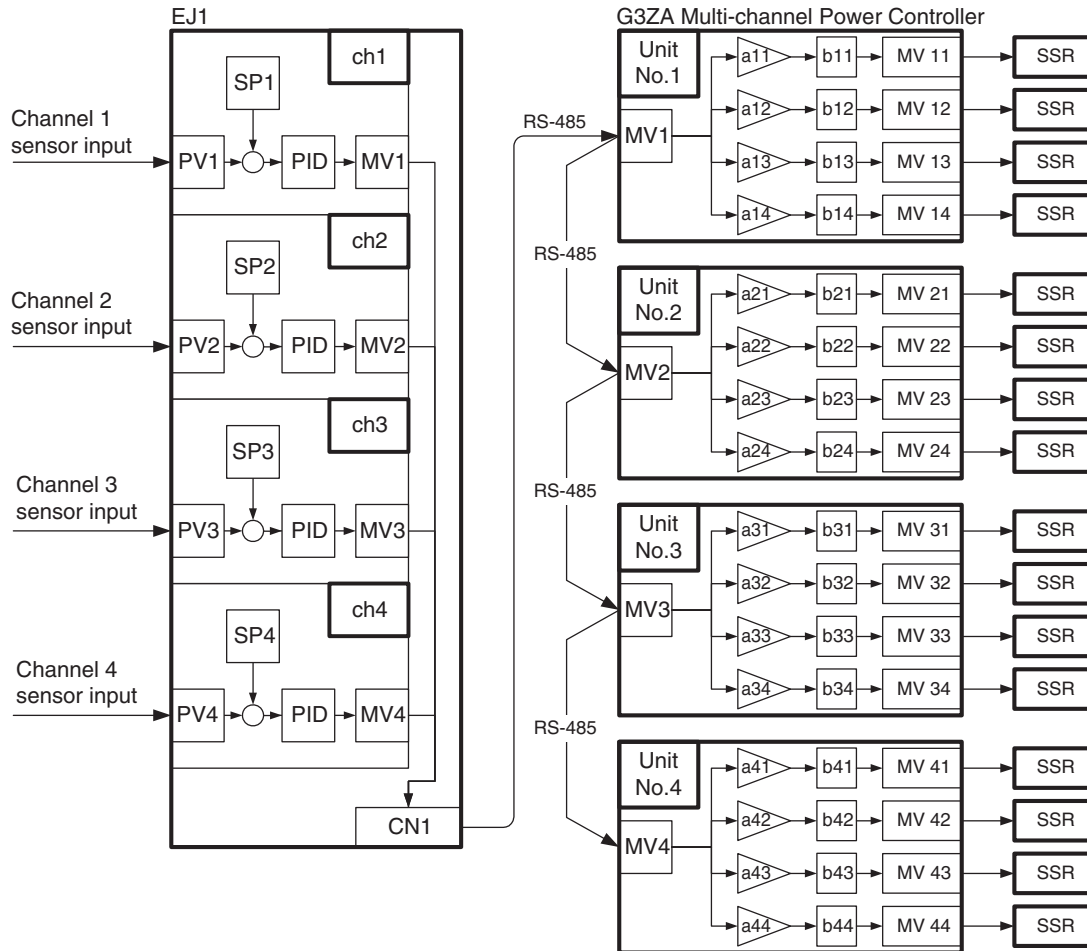 EJ1
ch1
SP1
Channel 1
sensor input
PV1
PID
MV1
ch2
SP2
Channel 2
sensor input
PV2
PID
MV2
ch3
SP3
Channel 3
sensor input
PV3
PID
MV3
ch4
SP4
Channel 4
sensor input
PV4
PID
MV4
CN1
RS-485
RS-485
RS-485
RS-485
G3ZA Multi-channel Power Controller
Unit
No.1
MV1
a11 b11 MV 11 SSR
a12 b12 MV 12 SSR
a13 b13 MV 13 SSR
a14 b14 MV 14 SSR
Unit
No.2
MV2
a21 b21 MV 21 SSR
a22 b22 MV 22 SSR
a23 b23 MV 23 SSR
a24 b24 MV 24 SSR
Unit
No.3
MV3
a31 b31 MV 31 SSR
a32 b32 MV 32 SSR
a33 b33 MV 33 SSR
a34 b34 MV 34 SSR
Unit
No.4
MV4
a41 b41 MV 41 SSR
a42 b42 MV 42 SSR
a43 b43 MV 43 SSR
a44 b44 MV 44 SSR